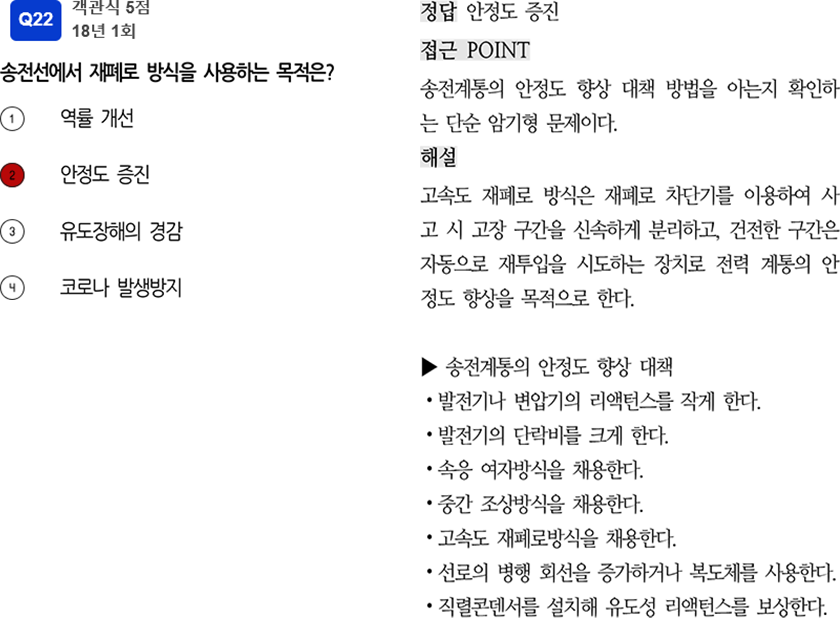 Q22
객관식 5점
18년 1회
송전선에서 재폐로 방식을 사용하는 목적은?
1 역률 개선
2 안정도 증진
3 유도장해의 경감
4 코로나 발생방지
정답 안정도 증진
접근 POINT
송전계통의 안정도 향상 대책 방법을 아는지 확인하
는 단순 암기형 문제이다.
해설
고속도 재폐로 방식은 재폐로 차단기를 이용하여 사
고 시 고장 구간을 신속하게 분리하고, 건전한 구간은
자동으로 재투입을 시도하는 장치로 전력 계통의 안
정도 향상을 목적으로 한다.
▶ 송전계통의 안정도 향상 대책
• 발전기나 변압기의 리액턴스를 작게 한다.
• 발전기의 단락비를 크게 한다.
• 속응 여자방식을 채용한다.
• 중간 조상방식을 채용한다.
• 고속도 재폐로방식을 채용한다.
• 선로의 병행 회선을 증가하거나 복도체를 사용한다.
• 직렬콘덴서를 설치해 유도성 리액턴스를 보상한다.